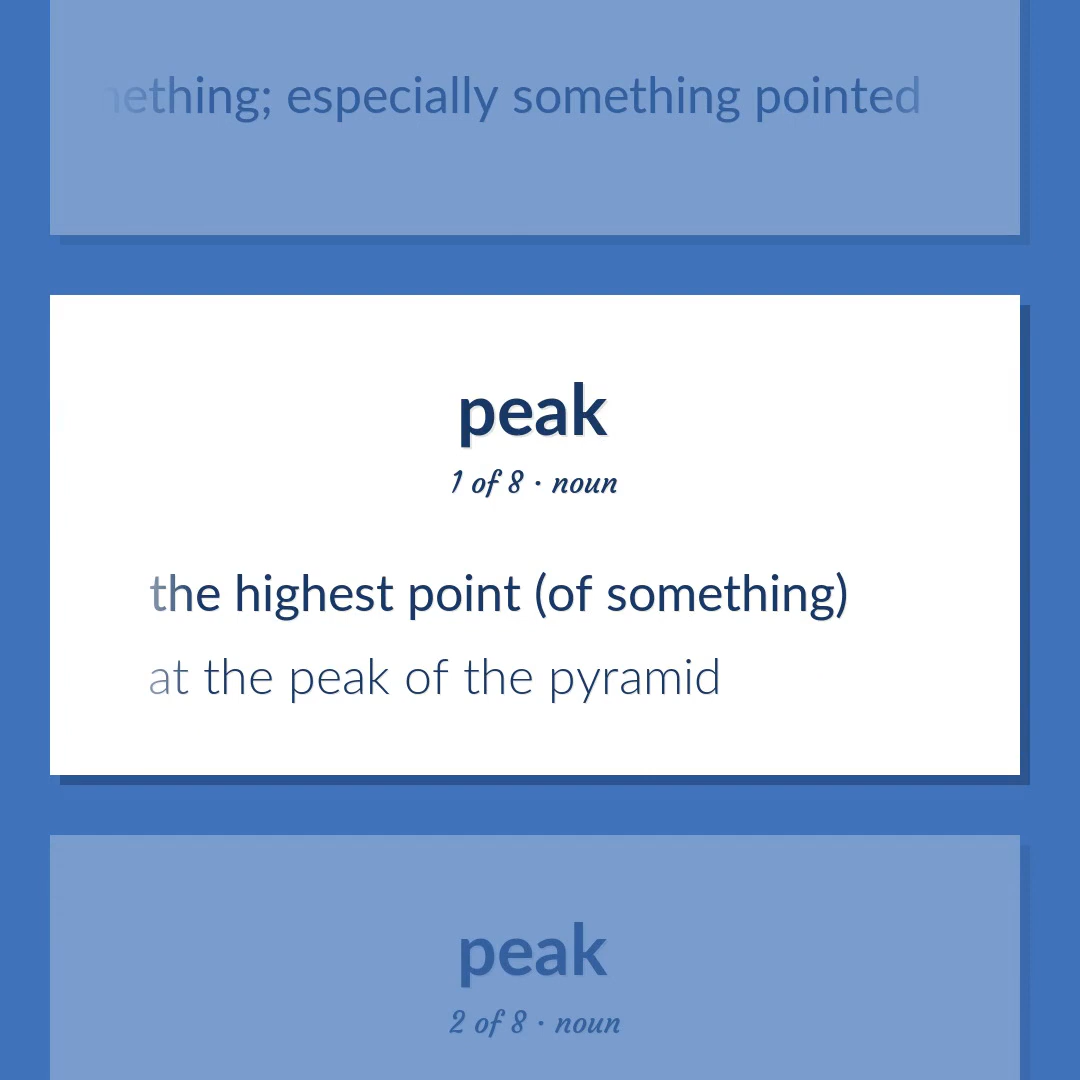 ; especially something pointed
peak
1 of 8 · noun
the highest point (of something)
at the peak of the pyramid
peak
2 of 8 · noun